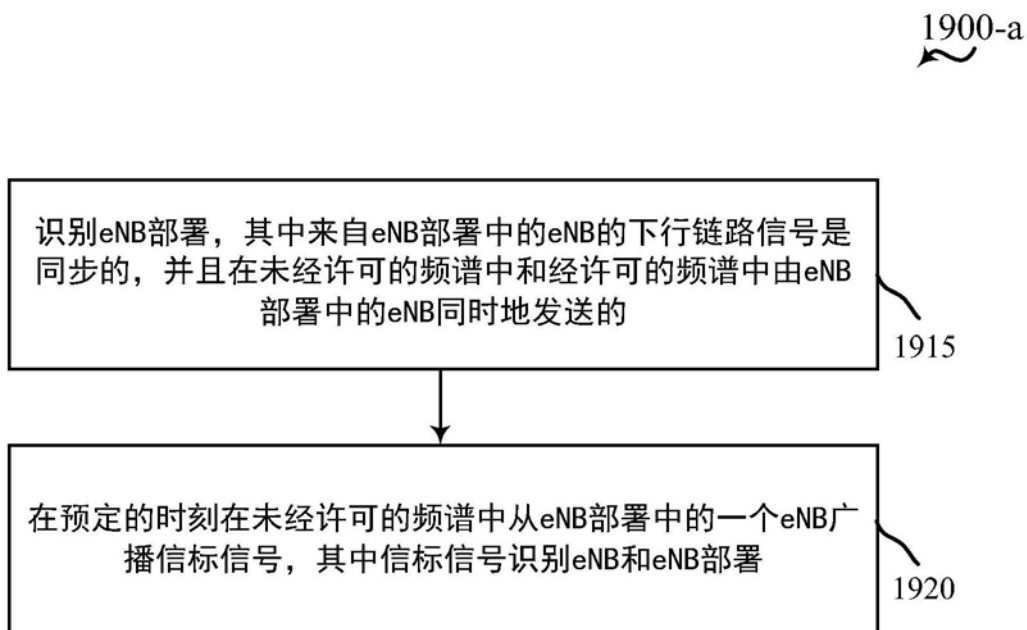 1900-a
识别eNB部署，其中来自eNB部署中的eNB的下行链路信号是
同步的，并且在未经许可的频谱中和经许可的频谱中由eNB
部署中的eNB同时地发送的
1915
在预定的时刻在未经许可的频谱中从eNB部署中的一个eNB广
播信标信号，其中信标信号识别eNB和eNB部署
1920